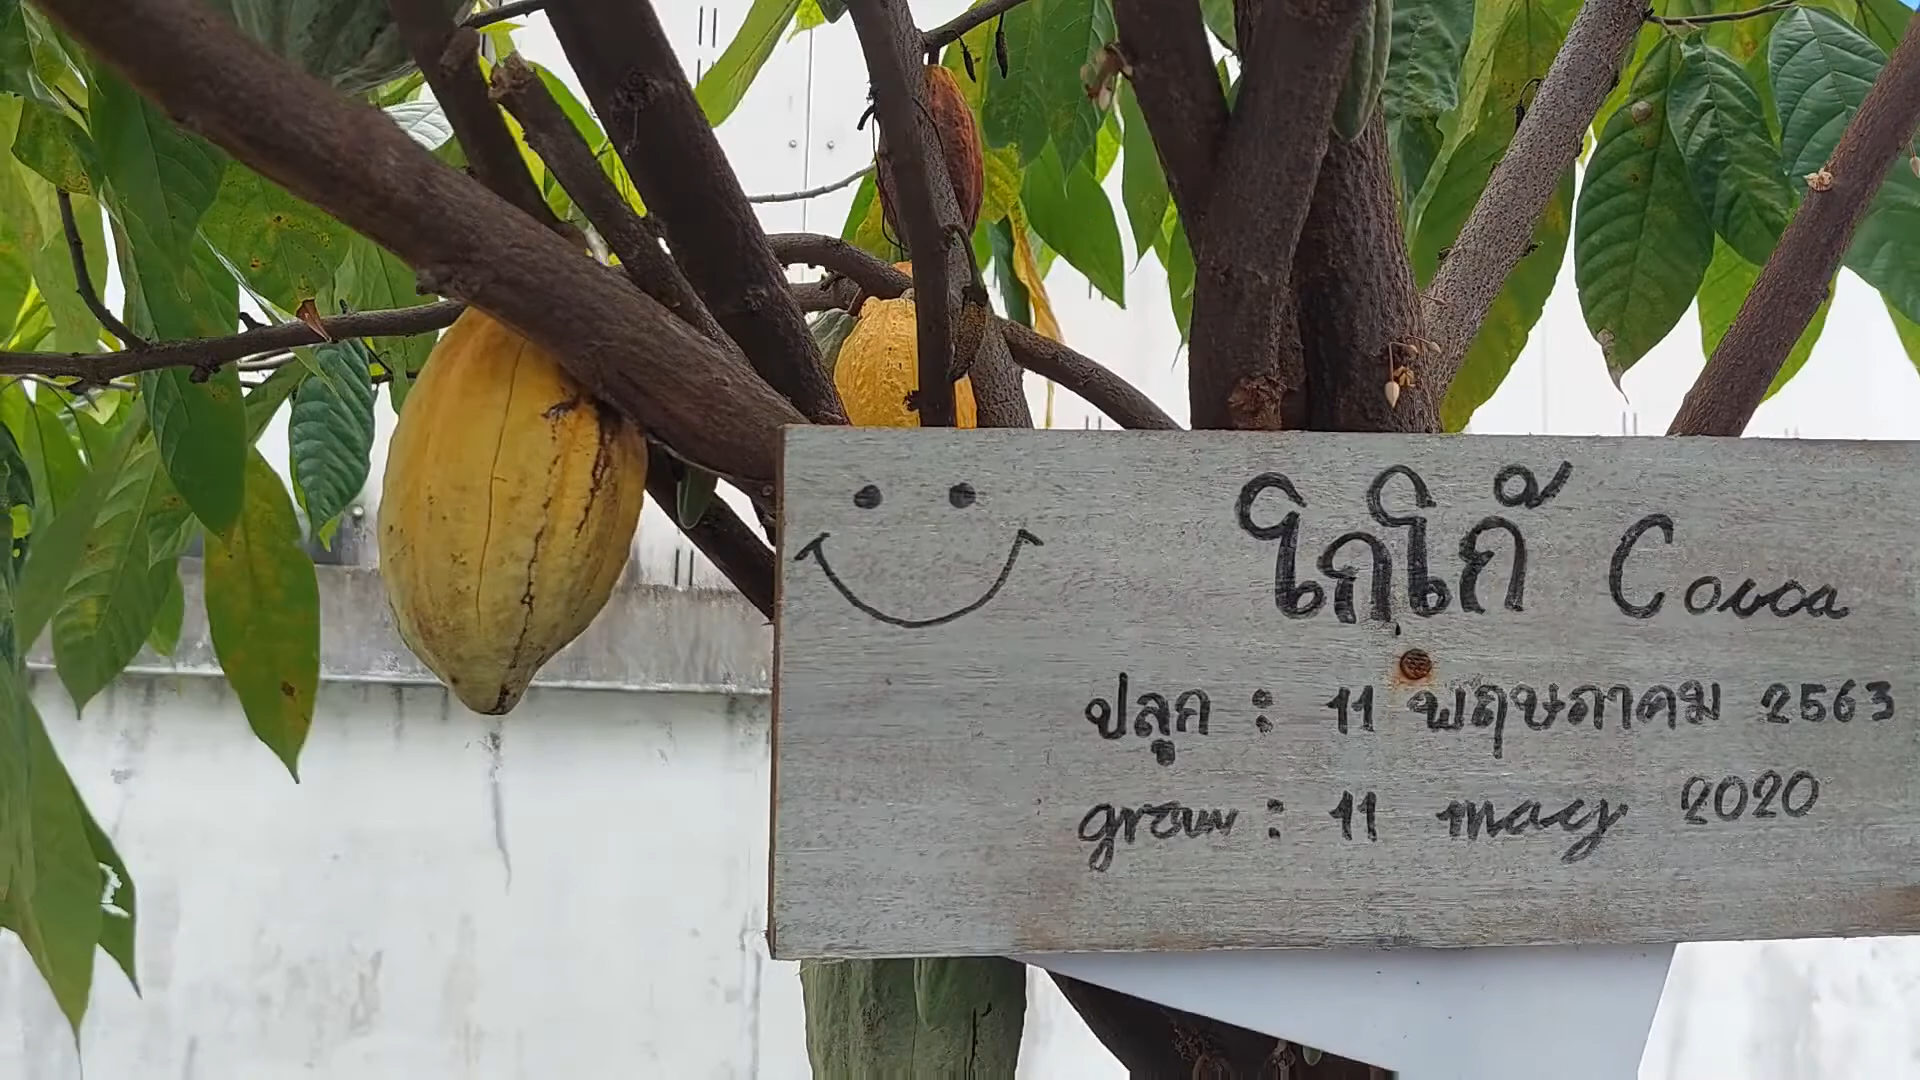 โกโก้ Cocoa
ปลูก : 11 พฤษภาคม 2563
grow : 11 may 2020